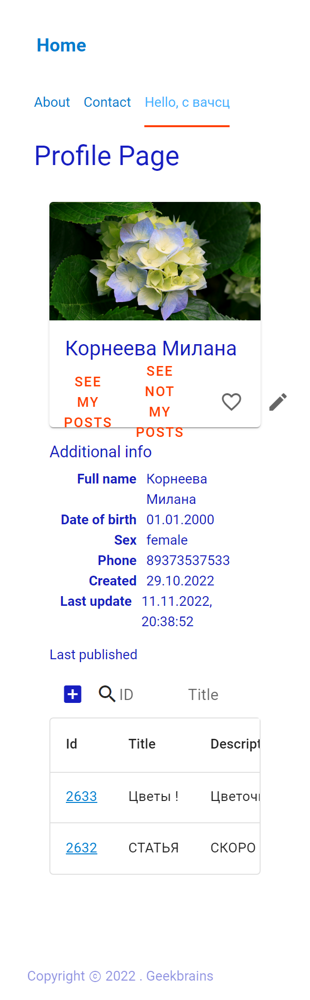 Home
About Contact Hello, с вачсц
Profile Page
Корнеева Милана
SEE
MY
POSTS
SEE
NOT
MY
POSTS
Additional info
Full name Корнеева
Милана
Date of birth 01.01.2000
Sex female
Phone 89373537533
Created 29.10.2022
Last update 11.11.2022,
20:38:52
Last published
ID Title
Id Title Descript
2633 Цветы ! Цветоч
2632 СТАТЬЯ СКОРО
Copyright © 2022 . Geekbrains